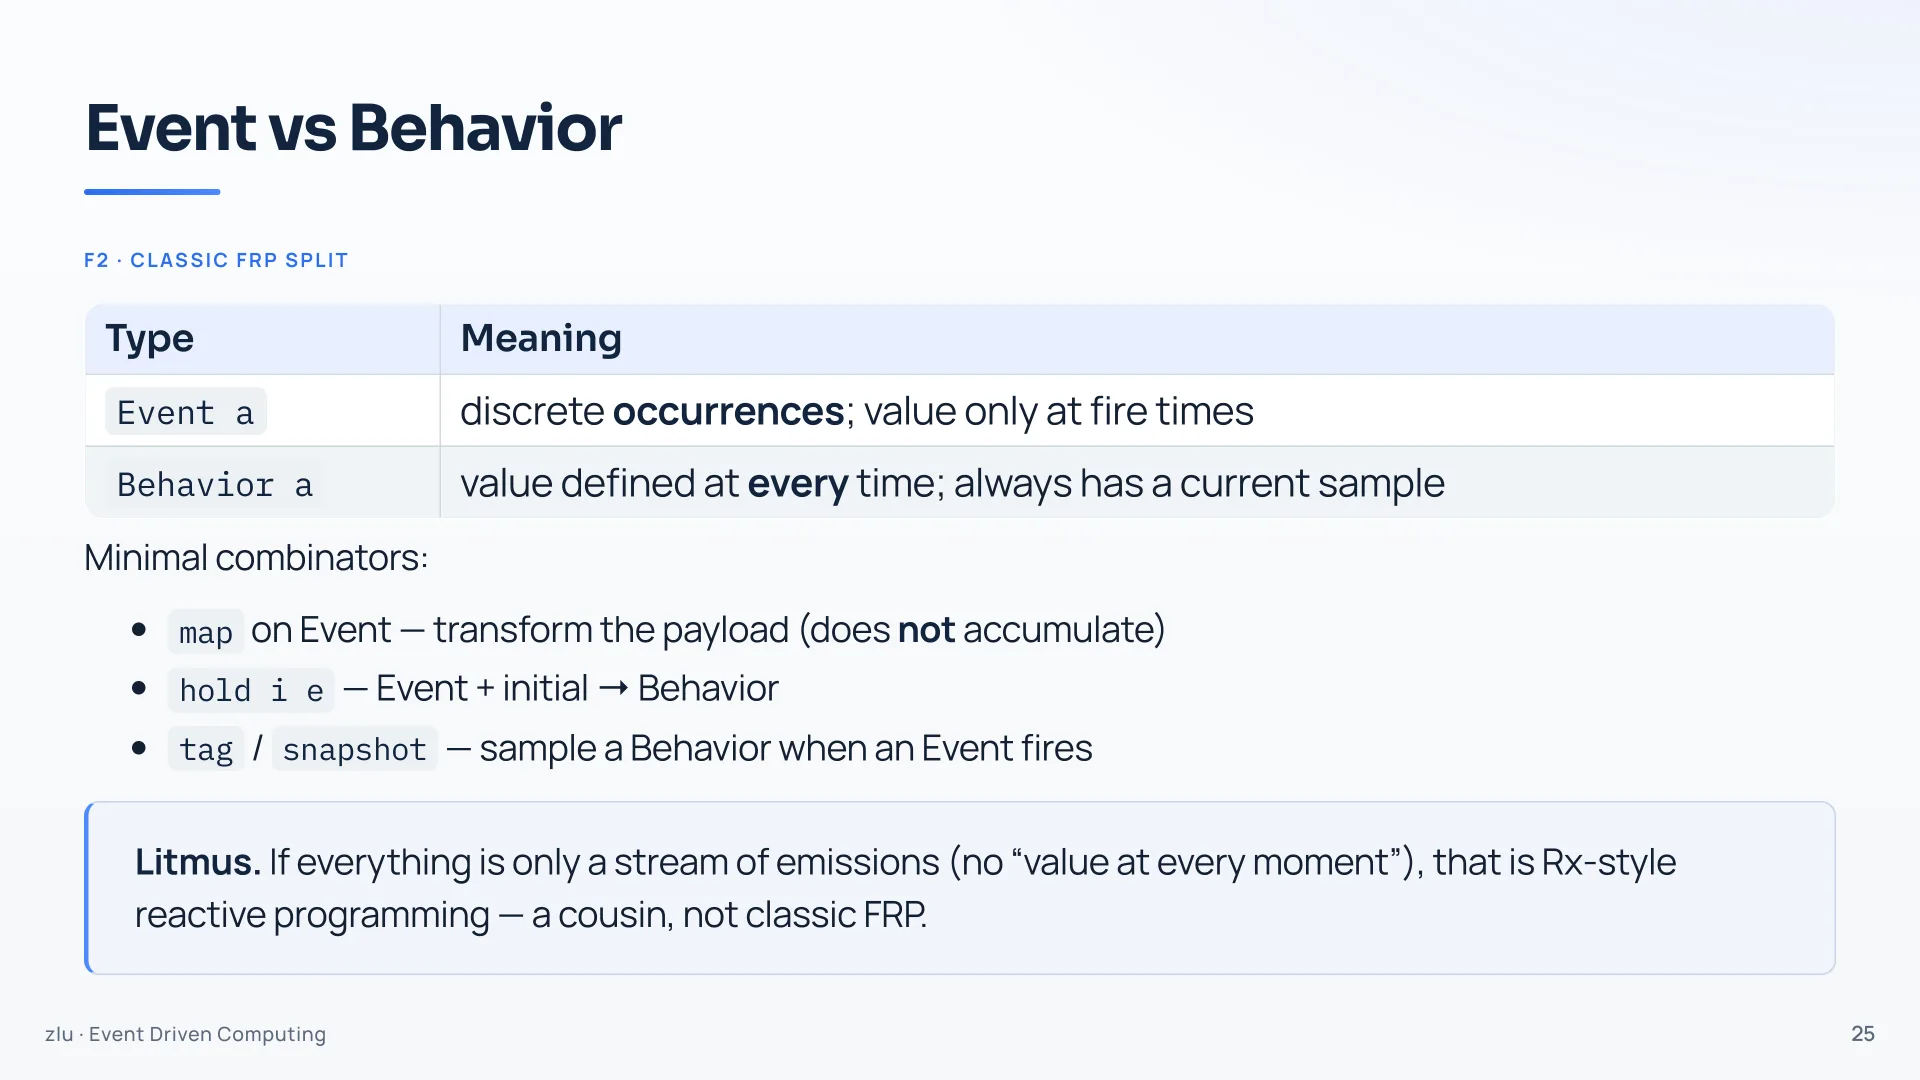 Event vs Behavior
F2 · CLASSIC FRP SPLIT
Type Meaning
Event a discrete occurrences; value only at fire times
Behavior a value defined at every time; always has a current sample
Minimal combinators:
• map on Event — transform the payload (does not accumulate)
• hold i e — Event + initial → Behavior
• tag / snapshot — sample a Behavior when an Event fires
Litmus. If everything is only a stream of emissions (no “value at every moment”), that is Rx-style
reactive programming — a cousin, not classic FRP.
zlu · Event Driven Computing
25